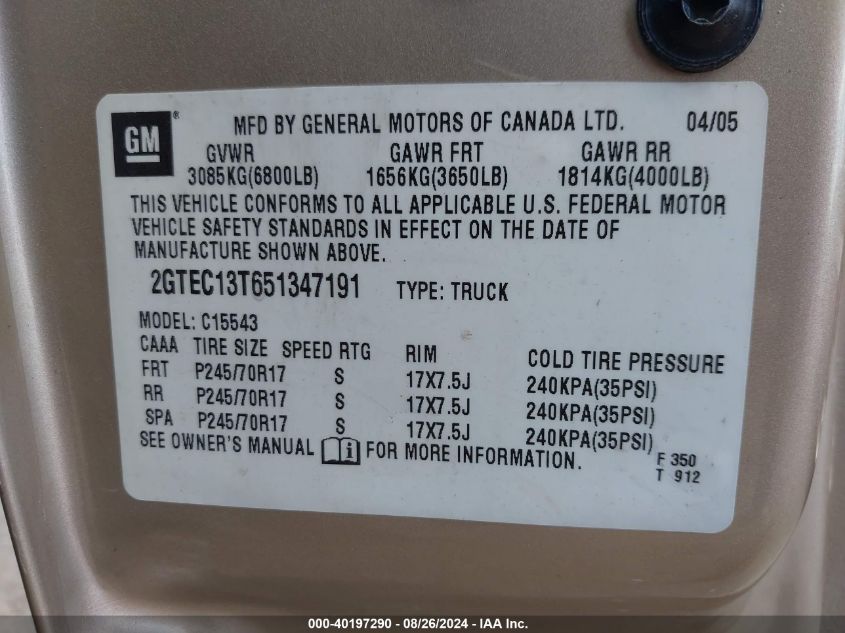 GM® MFD BY GENERAL MOTORS OF CANADA LTD. 04/05
GVWR GAWR FRT GAWR RR
3085KG(6800LB) 1656KG(3650LB) 1814KG(4000LB)
THIS VEHICLE CONFORMS TO ALL APPLICABLE U.S. FEDERAL MOTOR
VEHICLE SAFETY STANDARDS IN EFFECT ON THE DATE OF
MANUFACTURE SHOWN ABOVE.
2GTEC13T651347191 TYPE: TRUCK
MODEL: C15543
CAAA TIRE SIZE SPEED RTG RIM COLD TIRE PRESSURE
FRT P245/70R17 S 17X7.5J 240KPA(35PSI)
RR P245/70R17 S 17X7.5J 240KPA(35PSI)
SPA P245/70R17 S 17X7.5J 240KPA(35PSI)
SEE OWNER'S MANUAL i FOR MORE INFORMATION.
F 350
T 912
000-40197290 - 08/26/2024 - IAA Inc.